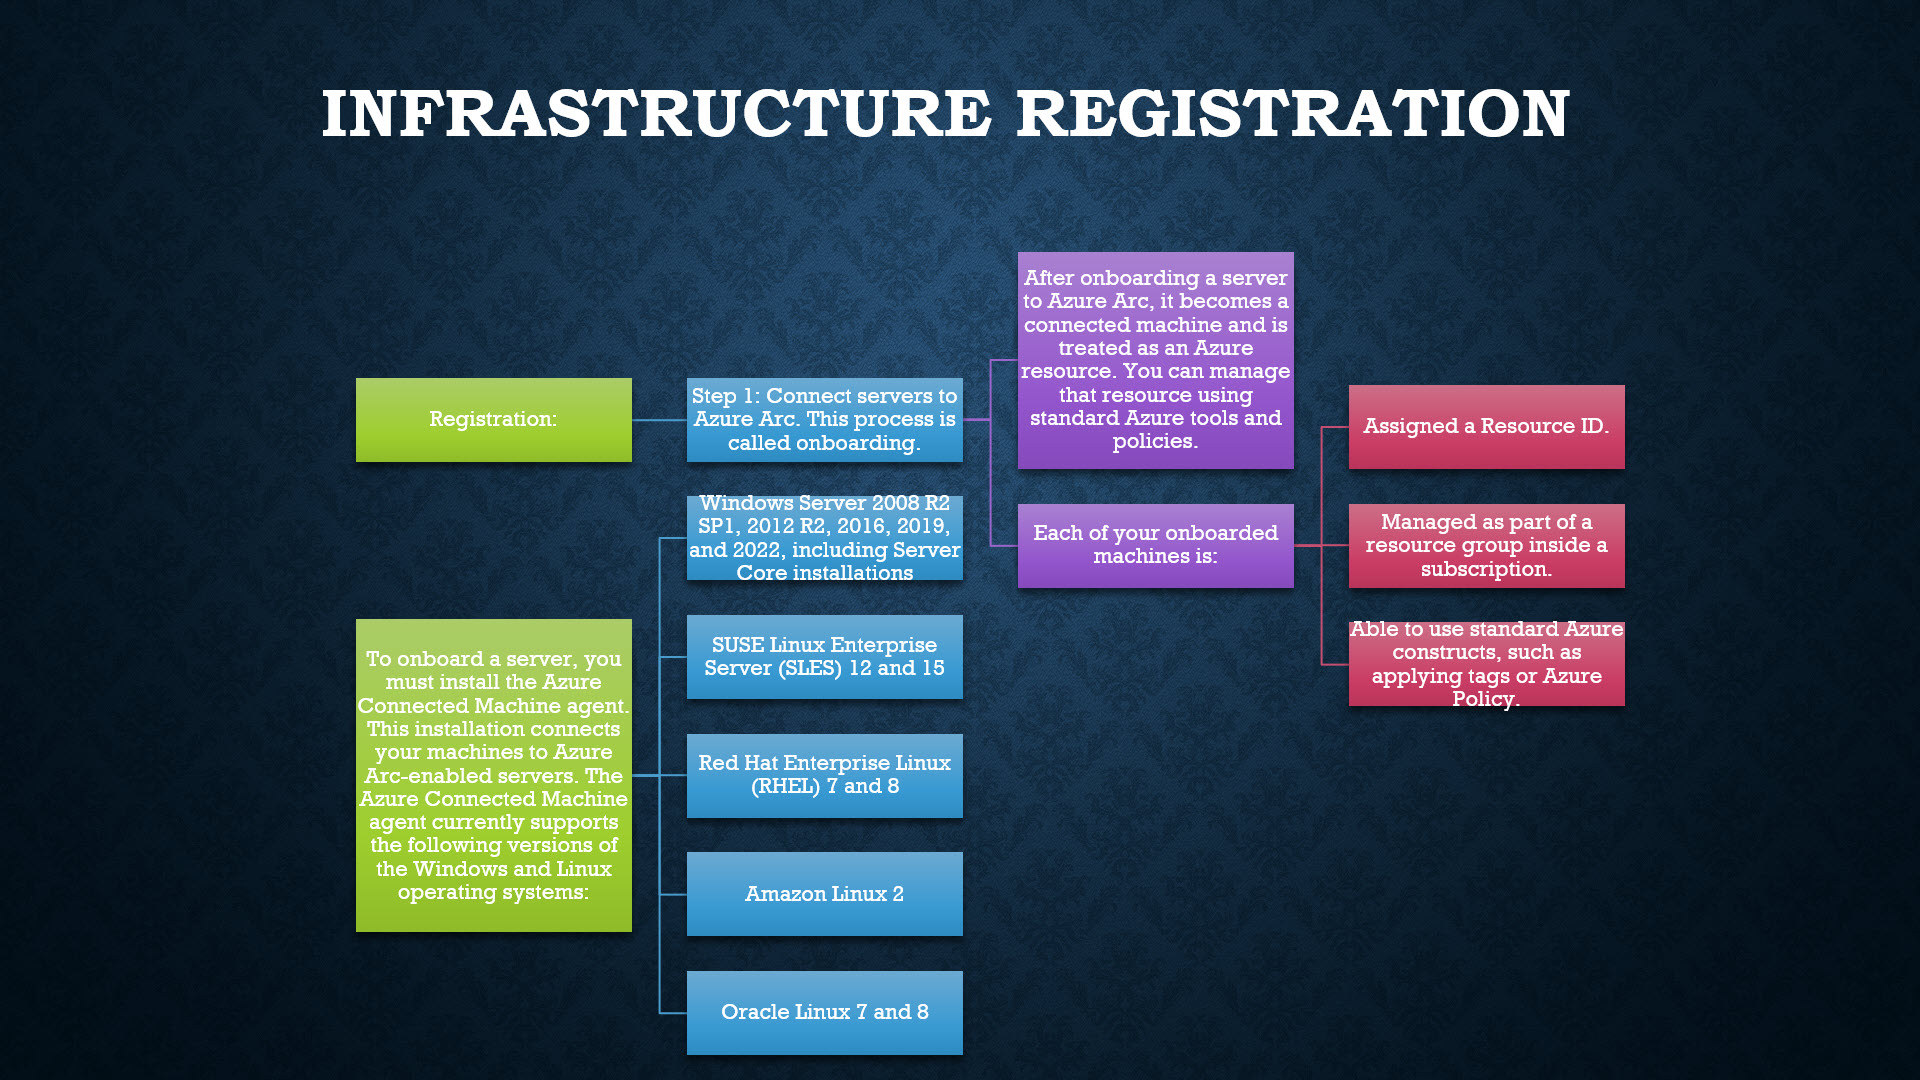 INFRASTRUCTURE REGISTRATION
Registration:
Step 1: Connect servers to
Azure Arc. This process is
called onboarding.
After onboarding a server
to Azure Arc, it becomes a
connected machine and is
treated as an Azure
resource. You can manage
that resource using
standard Azure tools and
policies.
Each of your onboarded
machines is:
Assigned a Resource ID.
Managed as part of a
resource group inside a
subscription.
Able to use standard Azure
constructs, such as
applying tags or Azure
Policy.
To onboard a server, you
must install the Azure
Connected Machine agent.
This installation connects
your machines to Azure
Arc-enabled servers. The
Azure Connected Machine
agent currently supports
the following versions of
the Windows and Linux
operating systems:
Windows Server 2008 R2
SP1, 2012 R2, 2016, 2019,
and 2022, including Server
Core installations
SUSE Linux Enterprise
Server (SLES) 12 and 15
Red Hat Enterprise Linux
(RHEL) 7 and 8
Amazon Linux 2
Oracle Linux 7 and 8